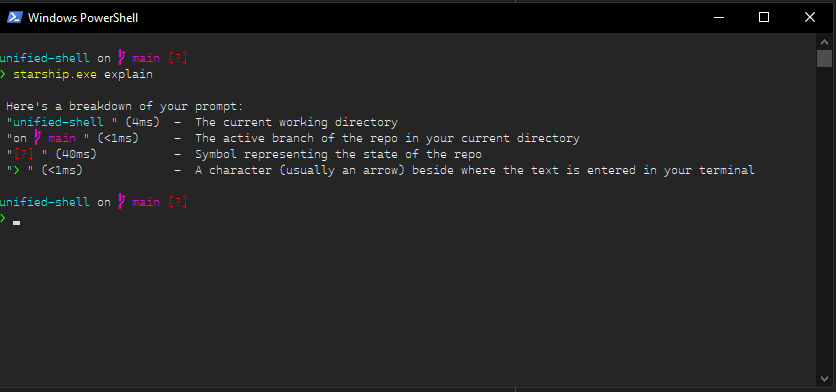 Windows PowerShell
unified-shell on  main [?]
❯ starship.exe explain
Here's a breakdown of your prompt:
"unified-shell " (4ms)  -  The current working directory
"on  main " (<1ms)     -  The active branch of the repo in your current directory
"[?] " (40ms)           -  Symbol representing the state of the repo
"❯ " (<1ms)             -  A character (usually an arrow) beside where the text is entered in your terminal
unified-shell on  main [?]
❯